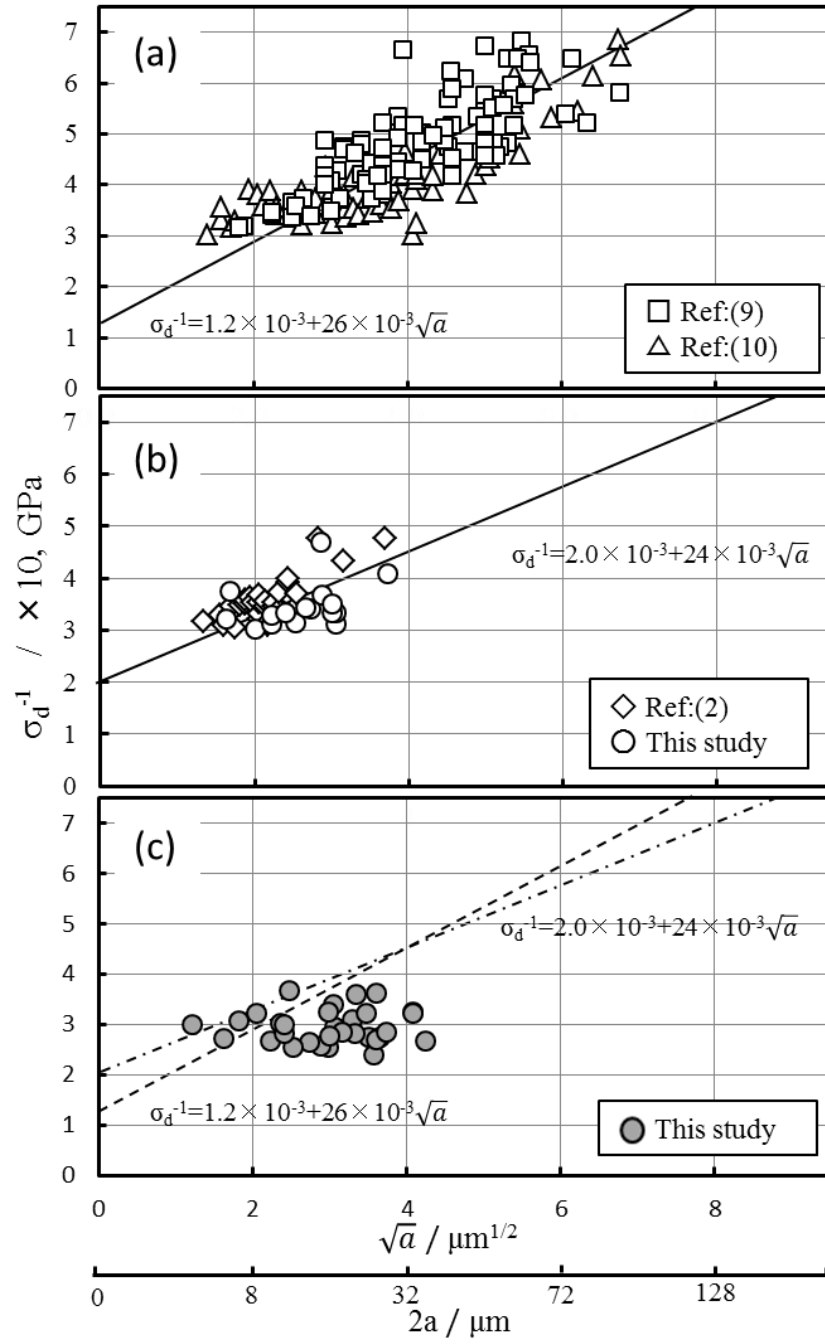 (a)
7
6
5
4
3
2
1
0
σd⁻¹=1.2 × 10⁻³+26 × 10⁻³√a
Ref:(9)
Ref:(10)
(b)
7
6
5
4
3
2
1
0
σd⁻¹=2.0 × 10⁻³+24 × 10⁻³√a
Ref:(2)
This study
σd⁻¹ / ×10, GPa
(c)
7
6
5
4
3
2
1
0
σd⁻¹=2.0 × 10⁻³+24 × 10⁻³√a
σd⁻¹=1.2 × 10⁻³+26 × 10⁻³√a
This study
0 2 4 6 8
√a / μm1/2
0 8 32 72 128
2a / μm